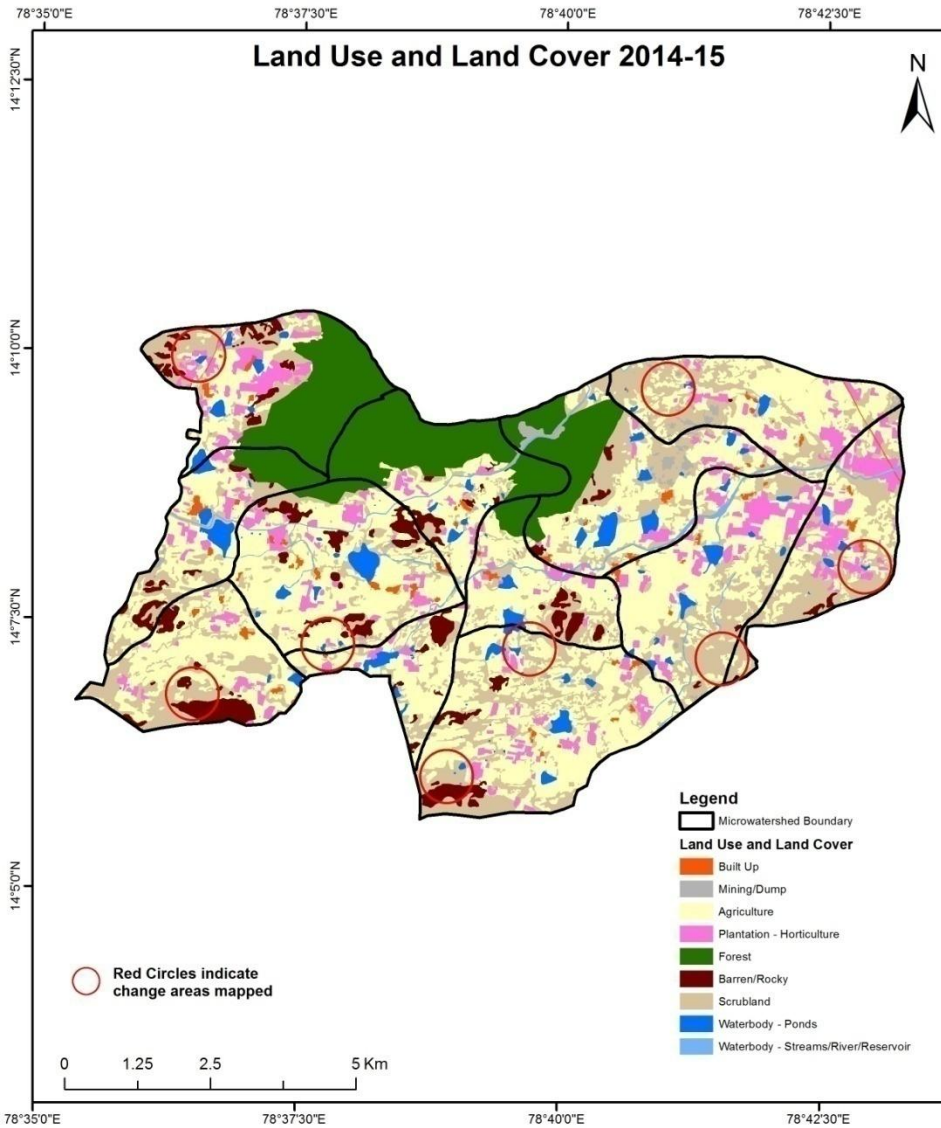 78°35'0"E
78°37'30"E
78°40'0"E
78°42'30"E
Land Use and Land Cover 2014-15
N
14°12'30"N
14°10'0"N
14°7'30"N
14°5'0"N
Legend
Microwatershed Boundary
Land Use and Land Cover
Built Up
Mining/Dump
Agriculture
Plantation - Horticulture
Forest
Barren/Rocky
Scrubland
Waterbody - Ponds
Waterbody - Streams/River/Reservoir
Red Circles indicate
change areas mapped
0 1.25 2.5 5 Km
78°35'0"E
78°37'30"E
78°40'0"E
78°42'30"E